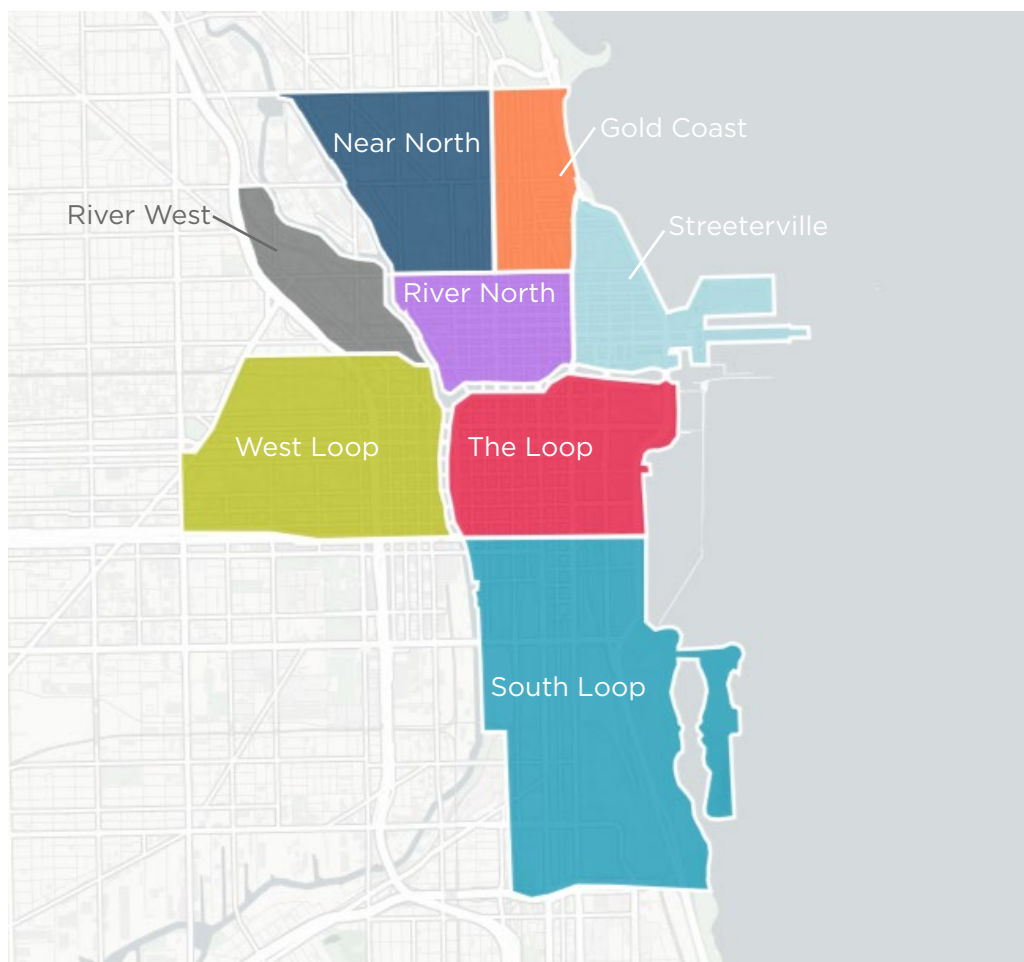 Near North
Gold Coast
River West
Streeterville
River North
West Loop
The Loop
South Loop